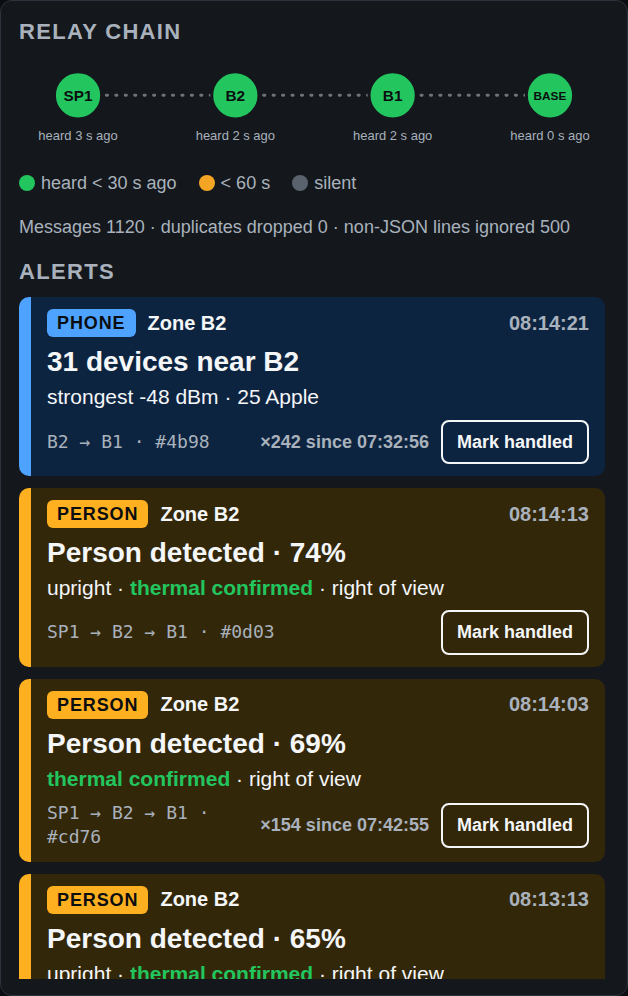 RELAY CHAIN
SP1 B2 B1 BASE
heard 3 s ago heard 2 s ago heard 2 s ago heard 0 s ago
heard < 30 s ago < 60 s silent
Messages 1120 · duplicates dropped 0 · non-JSON lines ignored 500
ALERTS
PHONE Zone B2 08:14:21
31 devices near B2
strongest -48 dBm · 25 Apple
B2 → B1 · #4b98 ×242 since 07:32:56 Mark handled
PERSON Zone B2 08:14:13
Person detected · 74%
upright · thermal confirmed · right of view
SP1 → B2 → B1 · #0d03 Mark handled
PERSON Zone B2 08:14:03
Person detected · 69%
thermal confirmed · right of view
SP1 → B2 → B1 ·
#cd76 ×154 since 07:42:55 Mark handled
PERSON Zone B2 08:13:13
Person detected · 65%
upright · thermal confirmed · right of view